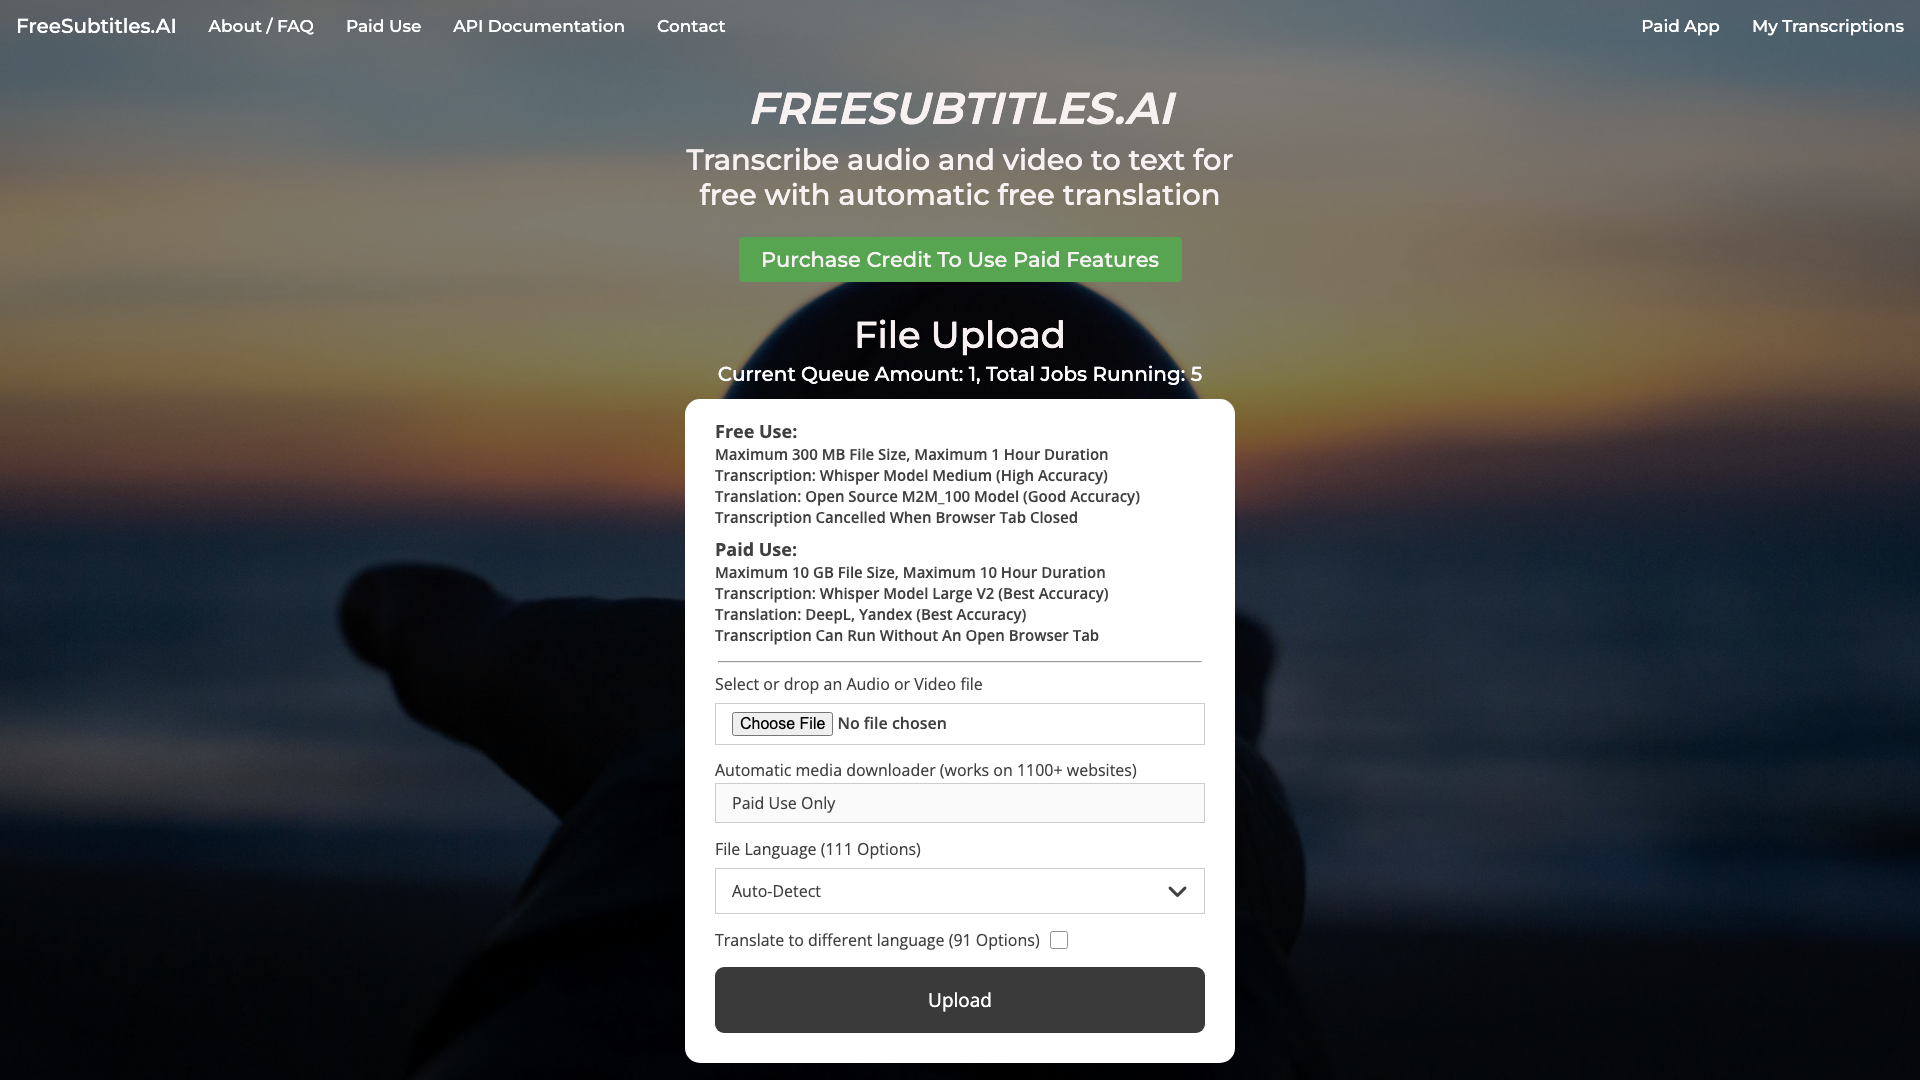 FreeSubtitles.AI
About / FAQ
Paid Use
API Documentation
Contact
Paid App
My Transcriptions
FREESUBTITLES.AI
Transcribe audio and video to text for
free with automatic free translation
Purchase Credit To Use Paid Features
File Upload
Current Queue Amount: 1, Total Jobs Running: 5
Free Use:
Maximum 300 MB File Size, Maximum 1 Hour Duration
Transcription: Whisper Model Medium (High Accuracy)
Translation: Open Source M2M_100 Model (Good Accuracy)
Transcription Cancelled When Browser Tab Closed
Paid Use:
Maximum 10 GB File Size, Maximum 10 Hour Duration
Transcription: Whisper Model Large V2 (Best Accuracy)
Translation: DeepL, Yandex (Best Accuracy)
Transcription Can Run Without An Open Browser Tab
Select or drop an Audio or Video file
Choose File No file chosen
Automatic media downloader (works on 1100+ websites)
Paid Use Only
File Language (111 Options)
Auto-Detect
Translate to different language (91 Options)
Upload